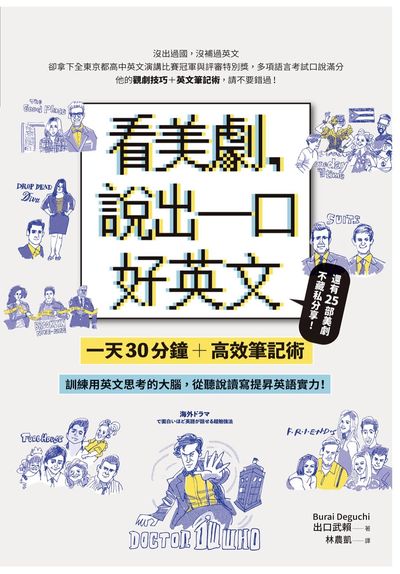 沒出過國，沒補過英文
卻拿下全東京都高中英文演講比賽冠軍與評審特別獎，多項語言考試口說滿分
他的觀劇技巧＋英文筆記術，請不要錯過！
The Good Place
看美劇，
DROP DEAD
Diva
說出一口
SUITS
好英文
還有25部美劇
不藏私分享！
BROOKLYN
NINE-NINE
一天30分鐘＋高效筆記術
訓練用英文思考的大腦，從聽說讀寫提昇英語實力！
海外ドラマ
で面白いほど英語が話せる超勉強法
Full House
F.R.I.E.N.D.S
DOCTOR WHO
Burai Deguchi
出口武賴──著
林農凱──譯